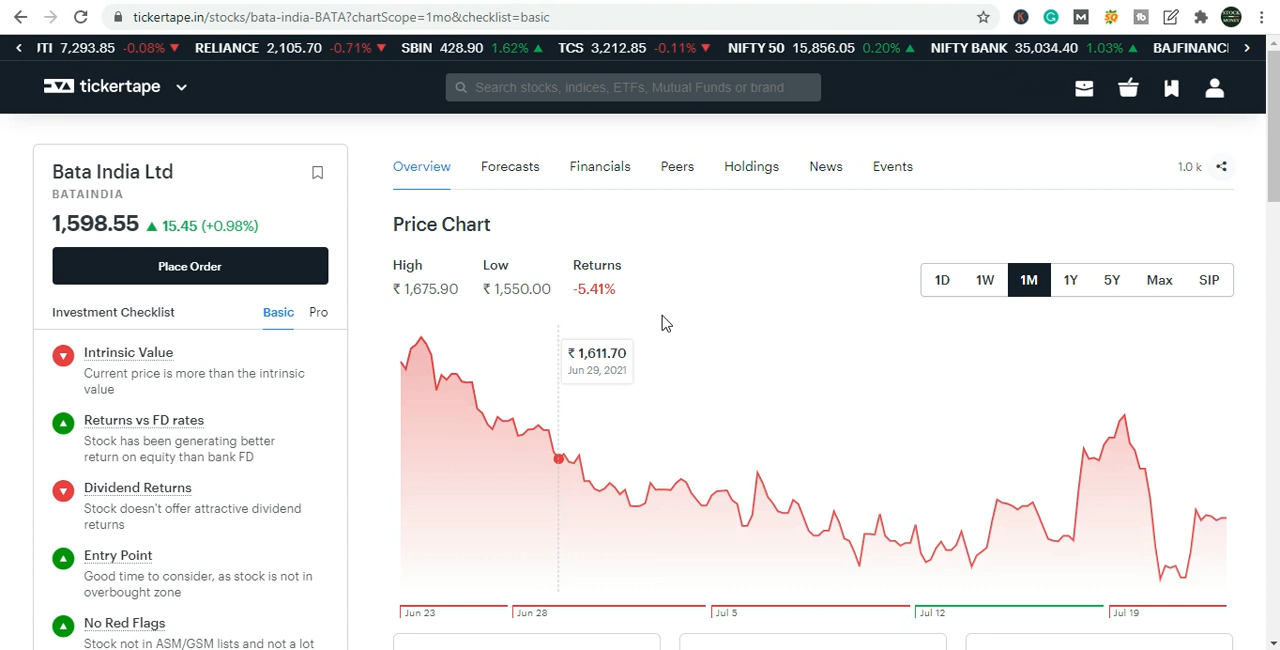 tickertape.in/stocks/bata-india-BATA?chartScope=1mo&checklist=basic
7,293.85 -0.08% RELIANCE 2,105.70 -0.71% SBIN 428.90 1.62% TCS 3,212.85 -0.11% NIFTY 50 15,856.05 0.20% NIFTY BANK 35,034.40 1.03% BAJFINANC
tickertape
Search stocks, indices, ETFs, Mutual Funds or brand
Bata India Ltd
BATAINDIA
1,598.55 15.45 (+0.98%)
Place Order
Investment Checklist Basic Pro
Intrinsic Value
Current price is more than the intrinsic
value
Returns vs FD rates
Stock has been generating better
return on equity than bank FD
Dividend Returns
Stock doesn't offer attractive dividend
returns
Entry Point
Good time to consider, as stock is not in
overbought zone
No Red Flags
Stock not in ASM/GSM lists and not a lot
Overview Forecasts Financials Peers Holdings News Events 1.0 k
Price Chart
High Low Returns
₹ 1,675.90 ₹ 1,550.00 -5.41%
1D 1W 1M 1Y 5Y Max SIP
₹ 1,611.70
Jun 29, 2021
Jun 23 Jun 28 Jul 5 Jul 12 Jul 19